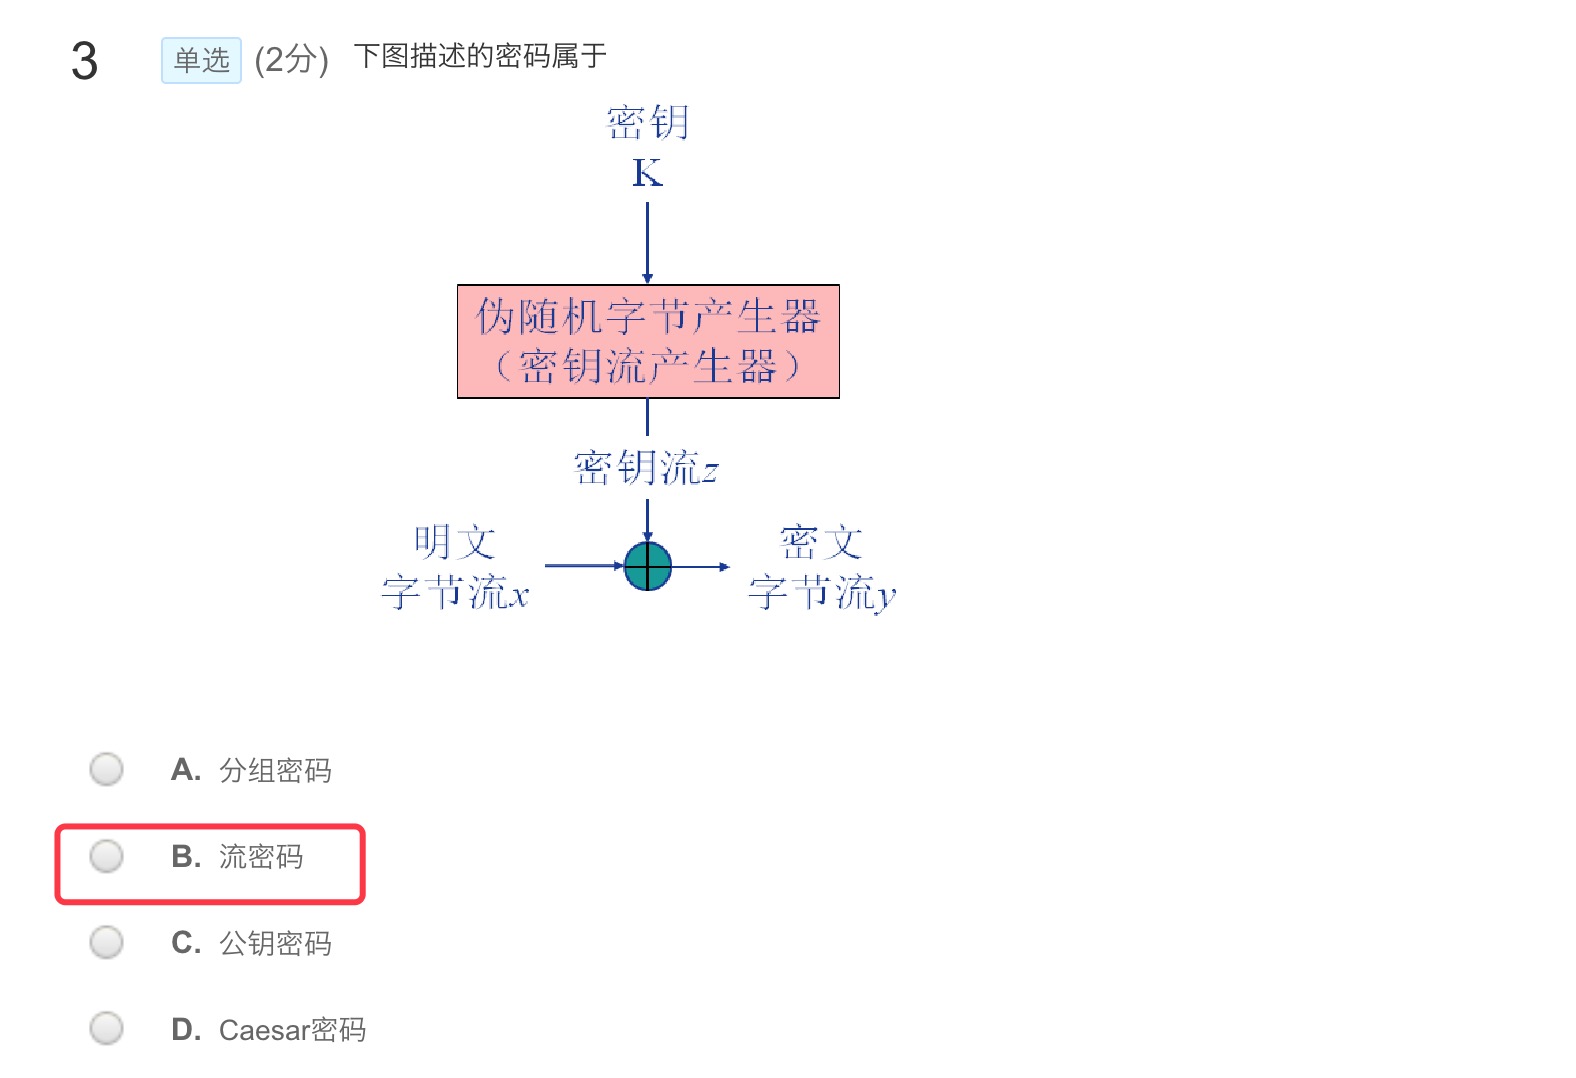 3 单选 (2分) 下图描述的密码属于
密钥
K
伪随机字节产生器
（密钥流产生器）
密钥流z
明文
字节流x
密文
字节流y
A. 分组密码
B. 流密码
C. 公钥密码
D. Caesar密码